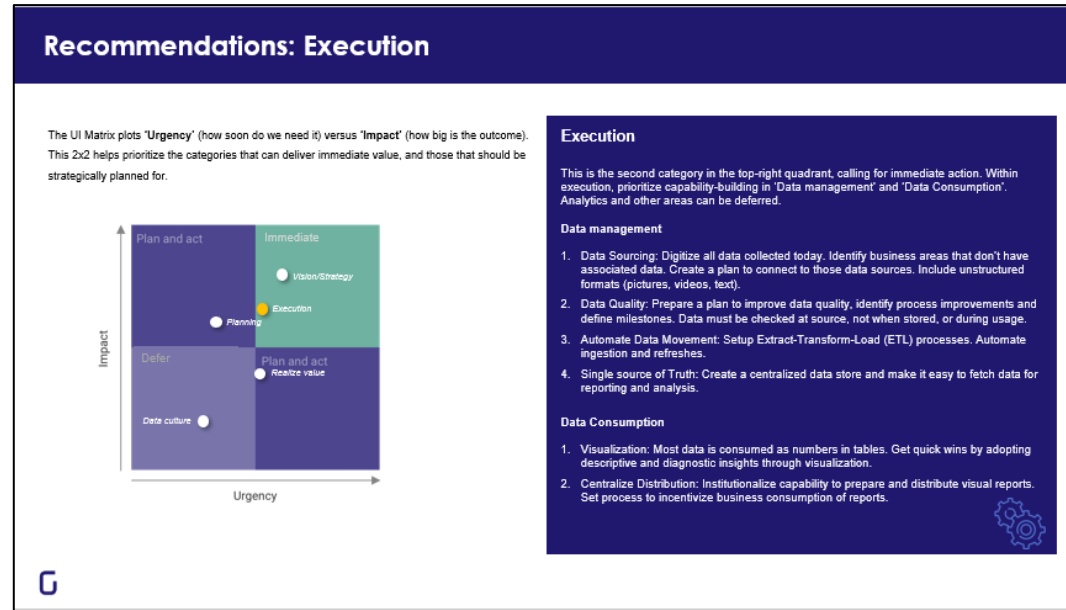 Recommendations: Execution
The UI Matrix plots 'Urgency' (how soon do we need it) versus 'Impact' (how big is the outcome).
This 2x2 helps prioritize the categories that can deliver immediate value, and those that should be
strategically planned for.
Plan and act
Immediate
Vision/Strategy
Execution
Planning
Impact
Defer
Plan and act
Realize value
Data culture
Urgency
Execution
This is the second category in the top-right quadrant, calling for immediate action. Within
execution, prioritize capability-building in 'Data management' and 'Data Consumption'.
Analytics and other areas can be deferred.
Data management
1. Data Sourcing: Digitize all data collected today. Identify business areas that don't have
associated data. Create a plan to connect to those data sources. Include unstructured
formats (pictures, videos, text).
2. Data Quality: Prepare a plan to improve data quality, identify process improvements and
define milestones. Data must be checked at source, not when stored, or during usage.
3. Automate Data Movement: Setup Extract-Transform-Load (ETL) processes. Automate
ingestion and refreshes.
4. Single source of Truth: Create a centralized data store and make it easy to fetch data for
reporting and analysis.
Data Consumption
1. Visualization: Most data is consumed as numbers in tables. Get quick wins by adopting
descriptive and diagnostic insights through visualization.
2. Centralize Distribution: Institutionalize capability to prepare and distribute visual reports.
Set process to incentivize business consumption of reports.